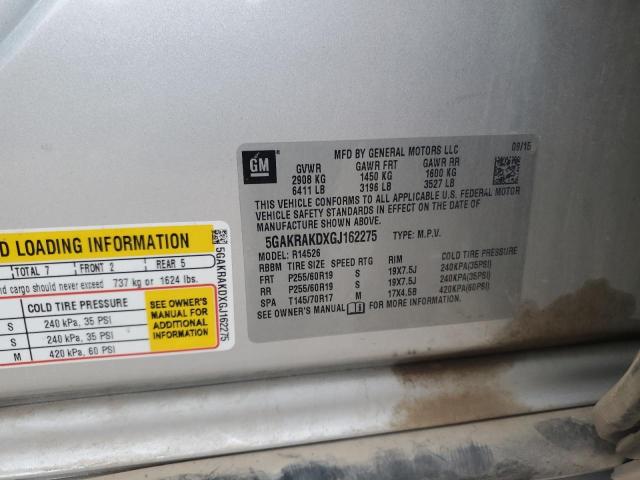 GM
MFD BY GENERAL MOTORS LLC
09/15
GVWR GAWR FRT GAWR RR
2908 KG 1450 KG 1600 KG
6411 LB 3196 LB 3527 LB
THIS VEHICLE CONFORMS TO ALL APPLICABLE U.S. FEDERAL MOTOR
VEHICLE SAFETY STANDARDS IN EFFECT ON THE DATE OF
MANUFACTURE SHOWN ABOVE.
5GAKRAKDXGJ162275 TYPE: M.P.V.
MODEL: R14526
RBBM TIRE SIZE SPEED RTG RIM COLD TIRE PRESSURE
FRT P255/60R19 S 19X7.5J 240KPA(35PSI)
RR P255/60R19 S 19X7.5J 240KPA(35PSI)
SPA T145/70R17 M 17X4.5B 420KPA(60PSI)
SEE OWNER'S MANUAL FOR MORE INFORMATION.
D LOADING INFORMATION
TOTAL 7 FRONT 2 REAR 5
nd cargo should never exceed 737 kg or 1624 lbs.
COLD TIRE PRESSURE
S 240 kPa, 35 PSI
S 240 kPa, 35 PSI
M 420 kPa, 60 PSI
SEE OWNER'S
MANUAL FOR
ADDITIONAL
INFORMATION
5GAKRAKDXGJ162275